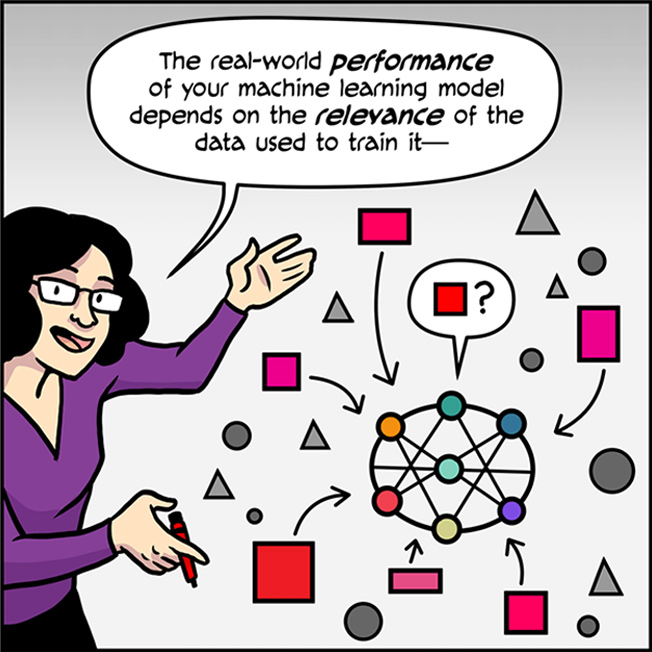 The real-world performance
of your machine learning model
depends on the relevance of the
data used to train it—
?